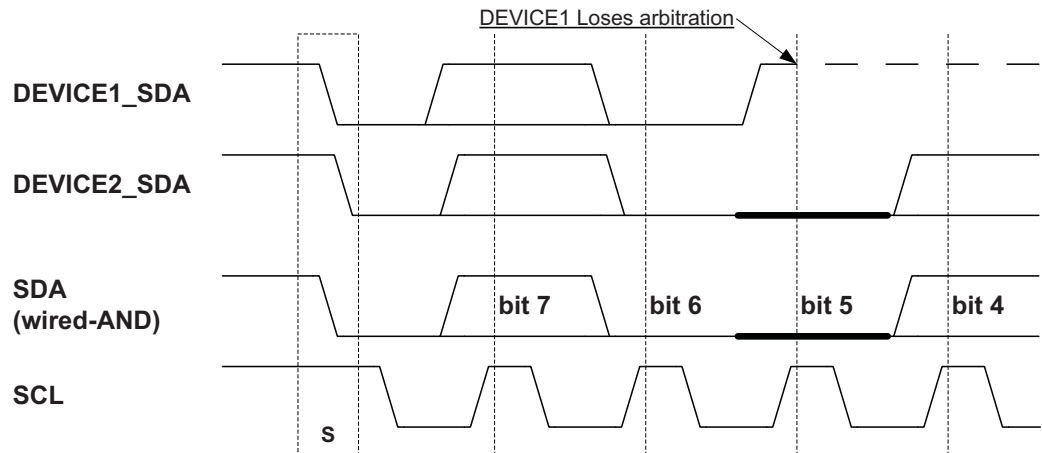 DEVICE1 Loses arbitration
DEVICE1_SDA
DEVICE2_SDA
SDA
(wired-AND)
bit 7
bit 6
bit 5
bit 4
SCL
S